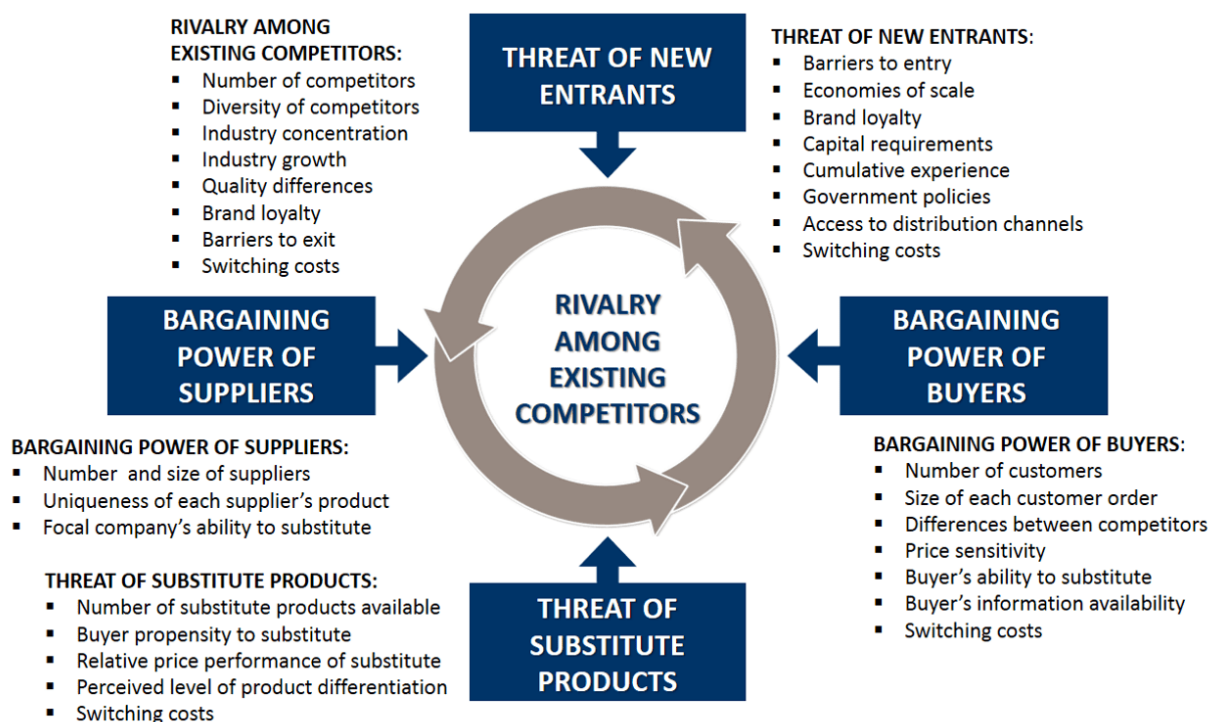 RIVALRY AMONG
EXISTING COMPETITORS:
▪ Number of competitors
▪ Diversity of competitors
▪ Industry concentration
▪ Industry growth
▪ Quality differences
▪ Brand loyalty
▪ Barriers to exit
▪ Switching costs
THREAT OF NEW
ENTRANTS
THREAT OF NEW ENTRANTS:
▪ Barriers to entry
▪ Economies of scale
▪ Brand loyalty
▪ Capital requirements
▪ Cumulative experience
▪ Government policies
▪ Access to distribution channels
▪ Switching costs
BARGAINING
POWER OF
SUPPLIERS
RIVALRY
AMONG
EXISTING
COMPETITORS
BARGAINING
POWER OF
BUYERS
BARGAINING POWER OF SUPPLIERS:
▪ Number and size of suppliers
▪ Uniqueness of each supplier's product
▪ Focal company's ability to substitute
BARGAINING POWER OF BUYERS:
▪ Number of customers
▪ Size of each customer order
▪ Differences between competitors
▪ Price sensitivity
▪ Buyer's ability to substitute
▪ Buyer's information availability
▪ Switching costs
THREAT OF SUBSTITUTE PRODUCTS:
▪ Number of substitute products available
▪ Buyer propensity to substitute
▪ Relative price performance of substitute
▪ Perceived level of product differentiation
▪ Switching costs
THREAT OF
SUBSTITUTE
PRODUCTS